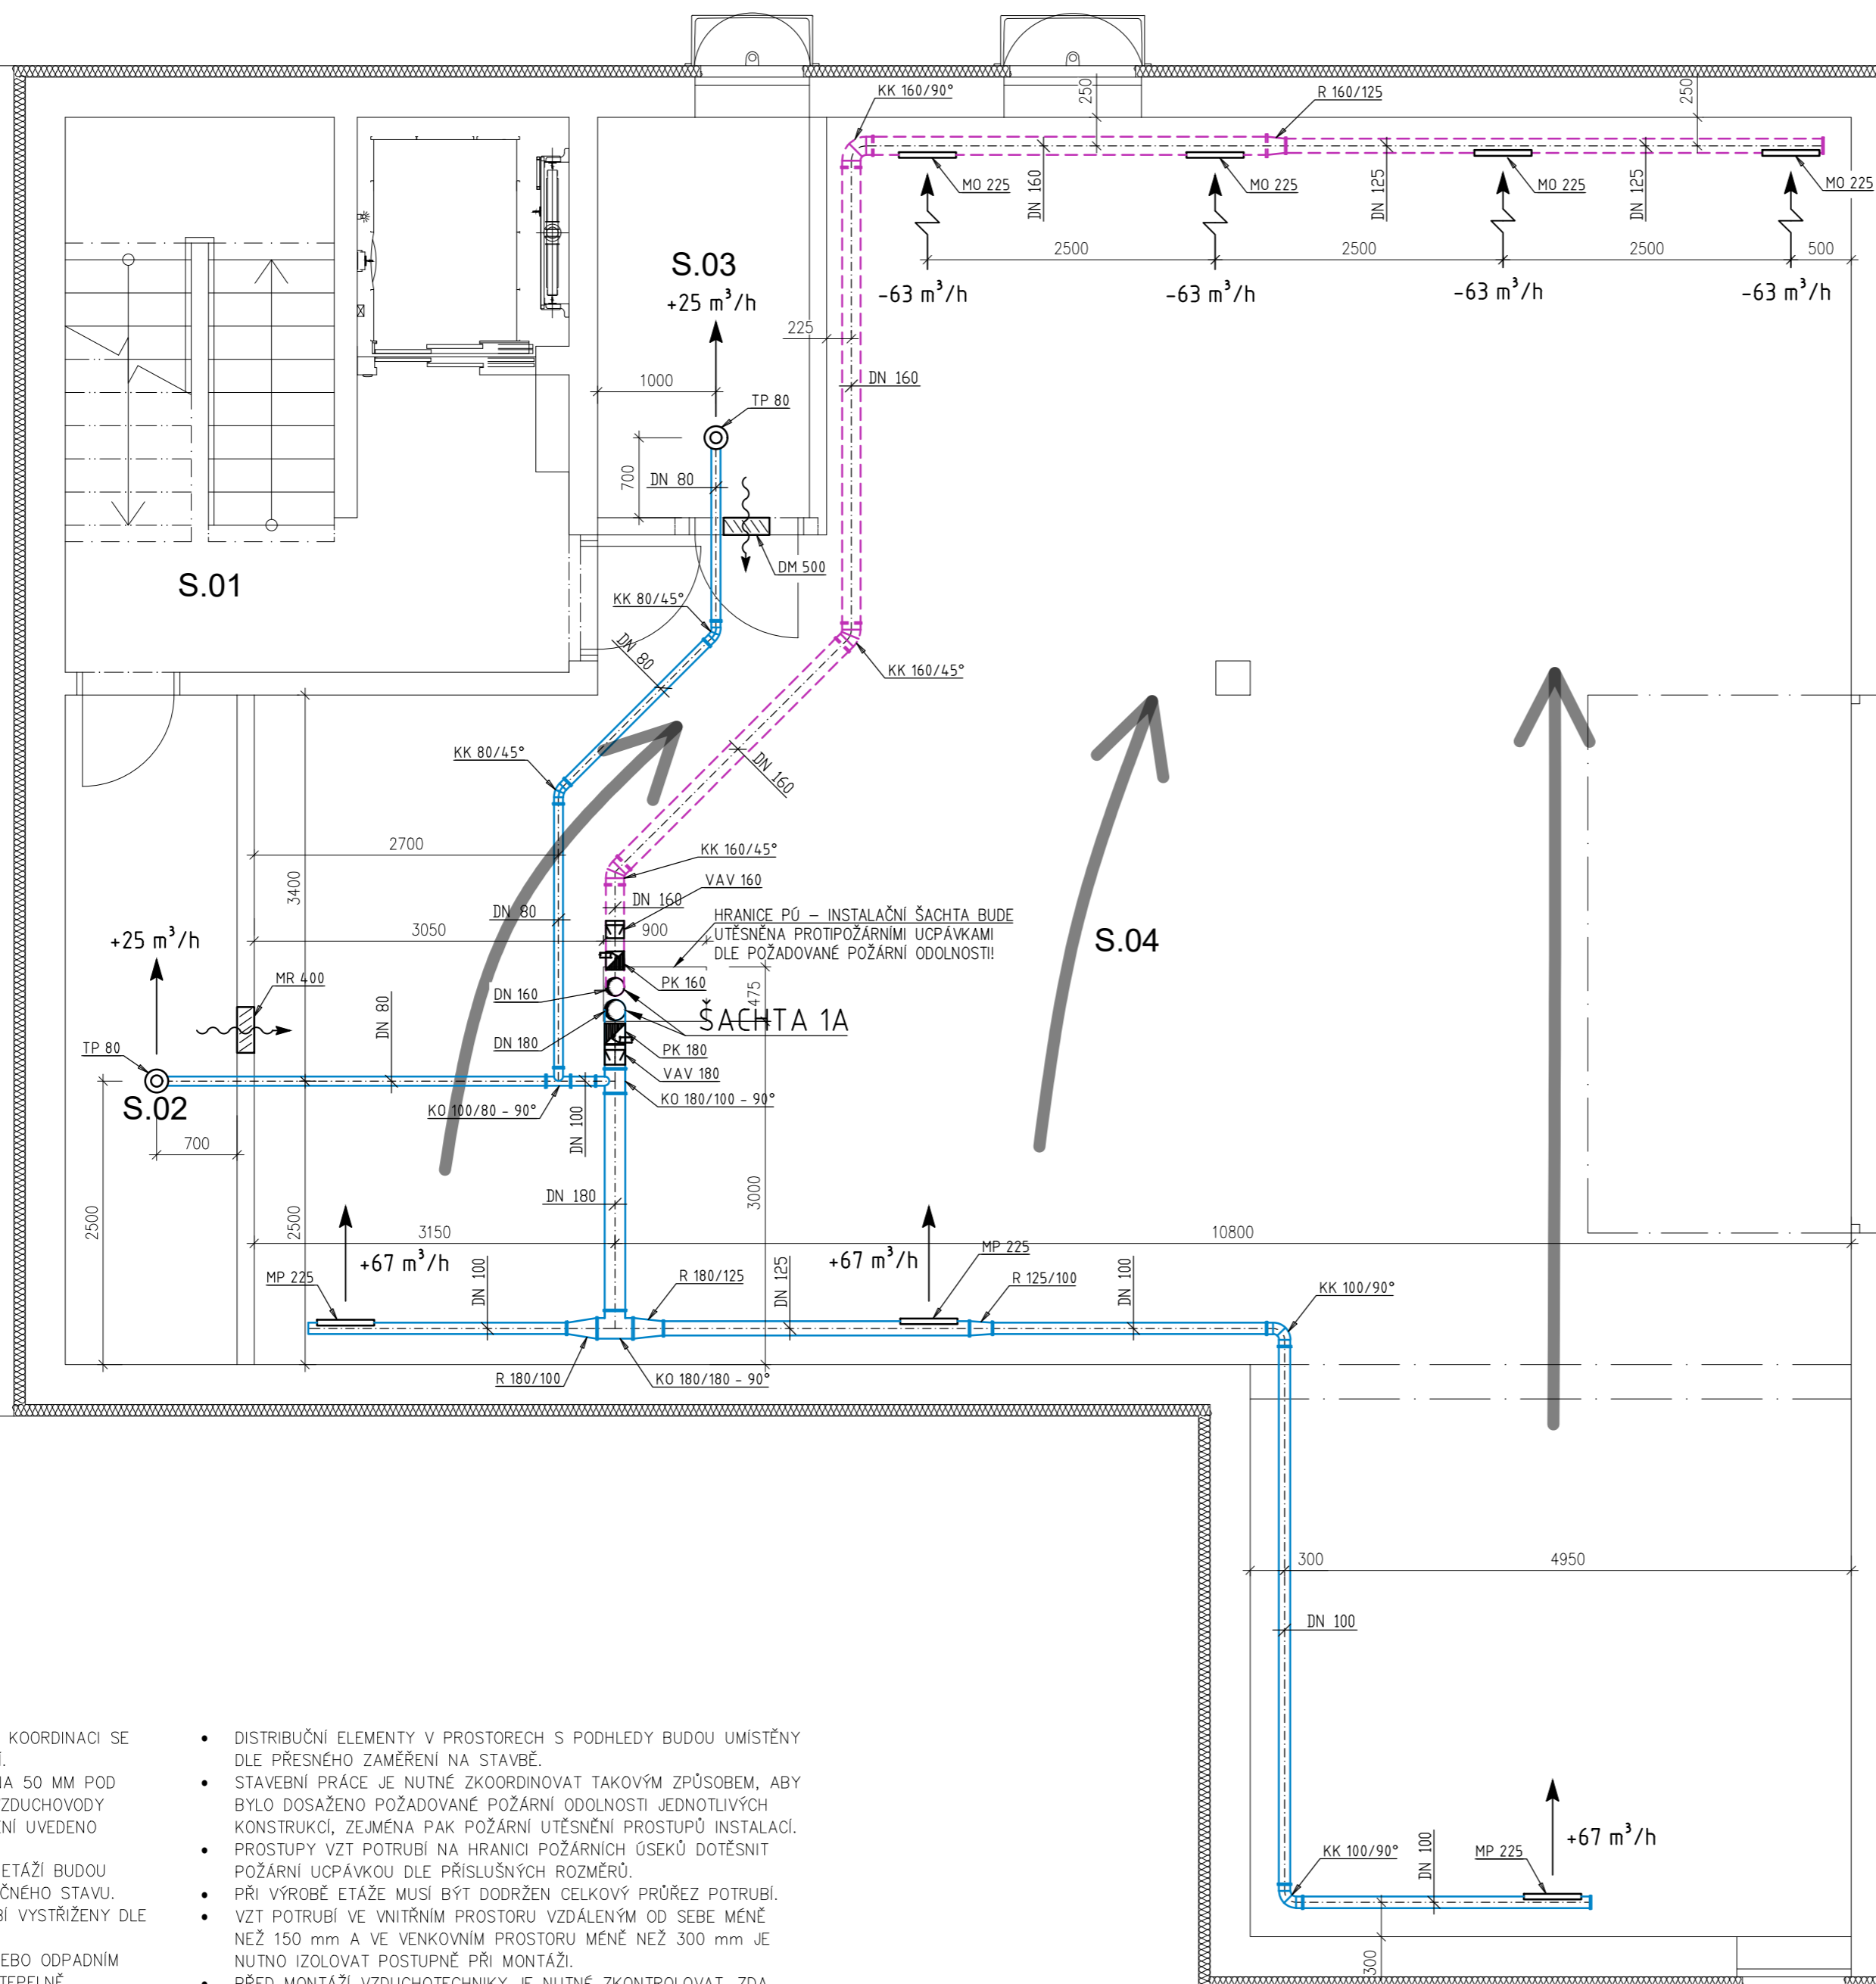 KK 160/90°
250
R 160/125
250
MO 225
DN 160
MO 225
DN 125
MO 225
DN 125
MO 225
2500
2500
2500
500
-63 m³/h
-63 m³/h
-63 m³/h
-63 m³/h
S.03
+25 m³/h
225
1000
DN 160
TP 80
700
DN 80
DM 500
S.01
KK 80/45°
DN 80
KK 160/45°
KK 80/45°
DN 160
2700
KK 160/45°
3400
VAV 160
DN 160
DN 80
3050
900
HRANICE PÚ – INSTALAČNÍ ŠACHTA BUDE
UTĚSNĚNA PROTIPOŽÁRNÍMI UCPÁVKAMI
DLE POŽADOVANÉ POŽÁRNÍ ODOLNOSTI!
S.04
+25 m³/h
MR 400
PK 160
DN 160
475
ŠACHTA 1A
DN 80
DN 180
PK 180
TP 80
VAV 180
S.02
KO 100/80 - 90°
KO 180/100 - 90°
DN 100
700
DN 180
3000
2500
2500
3150
10800
+67 m³/h
+67 m³/h
MP 225
MP 225
DN 100
R 180/125
DN 125
R 125/100
DN 100
KK 100/90°
R 180/100
KO 180/180 - 90°
300
4950
DN 100
KOORDINACI SE
Í.
NA 50 MM POD
ZDUCHOVODY
ENÍ UVEDENO
ETÁŽÍ BUDOU
ČNÉHO STAVU.
BÍ VYSTŘIŽENY DLE
EBO ODPADNÍM
TEPELNĚ
• DISTRIBUČNÍ ELEMENTY V PROSTORECH S PODHLEDY BUDOU UMÍSTĚNY
DLE PŘESNÉHO ZAMĚŘENÍ NA STAVBĚ.
• STAVEBNÍ PRÁCE JE NUTNÉ ZKOORDINOVAT TAKOVÝM ZPŮSOBEM, ABY
BYLO DOSAŽENO POŽADOVANÉ POŽÁRNÍ ODOLNOSTI JEDNOTLIVÝCH
KONSTRUKCÍ, ZEJMÉNA PAK POŽÁRNÍ UTĚSNĚNÍ PROSTUPŮ INSTALACÍ.
• PROSTUPY VZT POTRUBÍ NA HRANICI POŽÁRNÍCH ÚSEKŮ DOTĚSNIT
POŽÁRNÍ UCPÁVKOU DLE PŘÍSLUŠNÝCH ROZMĚRŮ.
• PŘI VÝROBĚ ETÁŽE MUSÍ BÝT DODRŽEN CELKOVÝ PRŮŘEZ POTRUBÍ.
• VZT POTRUBÍ VE VNITŘNÍM PROSTORU VZDÁLENÝM OD SEBE MÉNĚ
NEŽ 150 mm A VE VENKOVNÍM PROSTORU MÉNĚ NEŽ 300 mm JE
NUTNO IZOLOVAT POSTUPNĚ PŘI MONTÁŽI.
• PŘED MONTÁŽÍ VZDUCHOTECHNIKY JE NUTNÉ ZKONTROLOVAT, ZDA
+67 m³/h
KK 100/90°
DN 100
MP 225
300